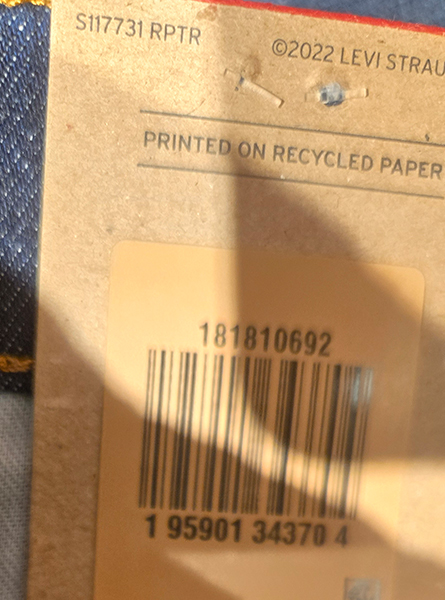 S117731 RPTR
©2022 LEVI STRAU
PRINTED ON RECYCLED PAPER
181810692
1 95901 34370 4